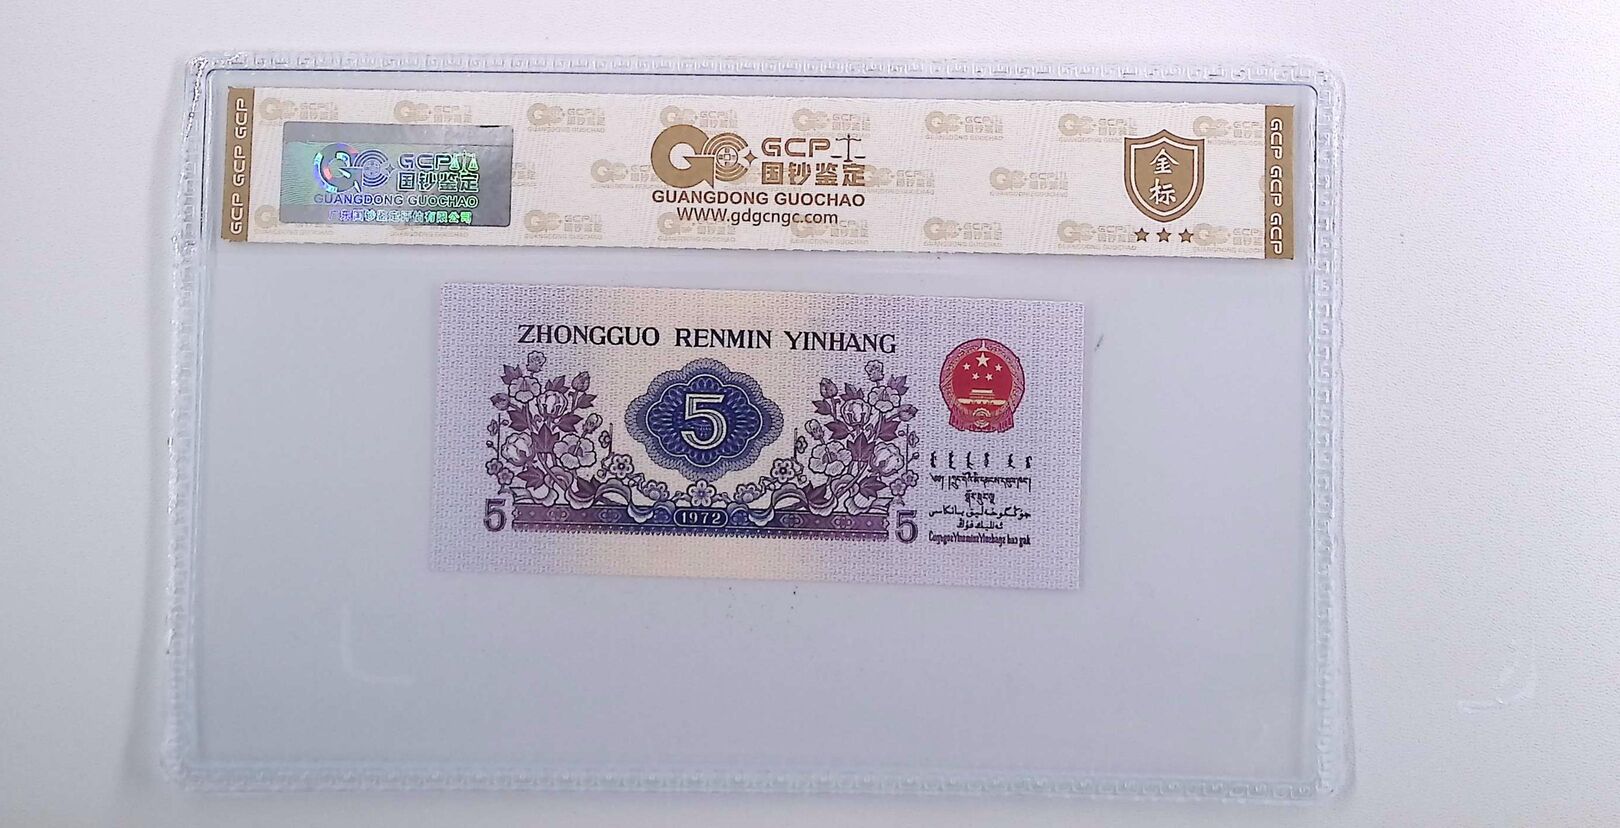 GCP GCP GCP
GCP
国钞鉴定
GUANGDONG GUOCHAO
广东国钞鉴定评估有限公司
GCP
国钞鉴定
GUANGDONG GUOCHAO
WWW.gdgcngc.com
金
标
GCP GCP GCP
ZHONGGUO RENMIN YINHANG
5
5
1972
5